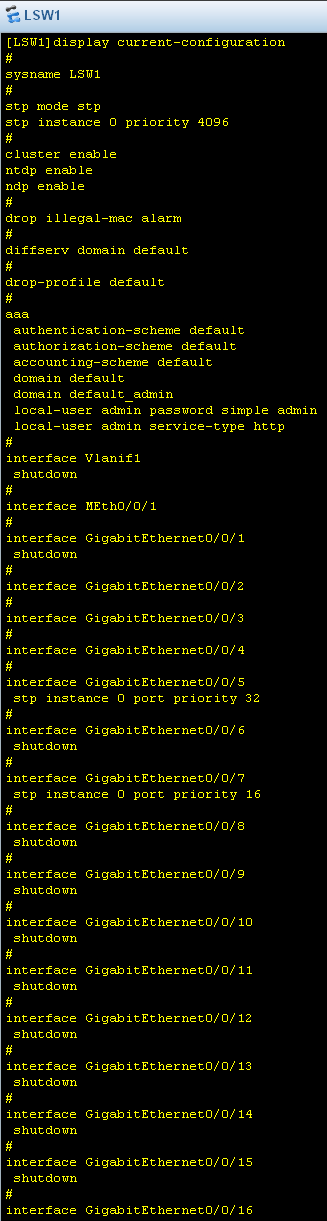 LSW1
[LSW1]display current-configuration
#
sysname LSW1
#
stp mode stp
stp instance 0 priority 4096
#
cluster enable
ntdp enable
ndp enable
#
drop illegal-mac alarm
#
diffserv domain default
#
drop-profile default
#
aaa
 authentication-scheme default
 authorization-scheme default
 accounting-scheme default
 domain default
 domain default_admin
 local-user admin password simple admin
 local-user admin service-type http
#
interface Vlanif1
 shutdown
#
interface MEth0/0/1
#
interface GigabitEthernet0/0/1
 shutdown
#
interface GigabitEthernet0/0/2
#
interface GigabitEthernet0/0/3
#
interface GigabitEthernet0/0/4
#
interface GigabitEthernet0/0/5
 stp instance 0 port priority 32
#
interface GigabitEthernet0/0/6
 shutdown
#
interface GigabitEthernet0/0/7
 stp instance 0 port priority 16
#
interface GigabitEthernet0/0/8
 shutdown
#
interface GigabitEthernet0/0/9
 shutdown
#
interface GigabitEthernet0/0/10
 shutdown
#
interface GigabitEthernet0/0/11
 shutdown
#
interface GigabitEthernet0/0/12
 shutdown
#
interface GigabitEthernet0/0/13
 shutdown
#
interface GigabitEthernet0/0/14
 shutdown
#
interface GigabitEthernet0/0/15
 shutdown
#
interface GigabitEthernet0/0/16